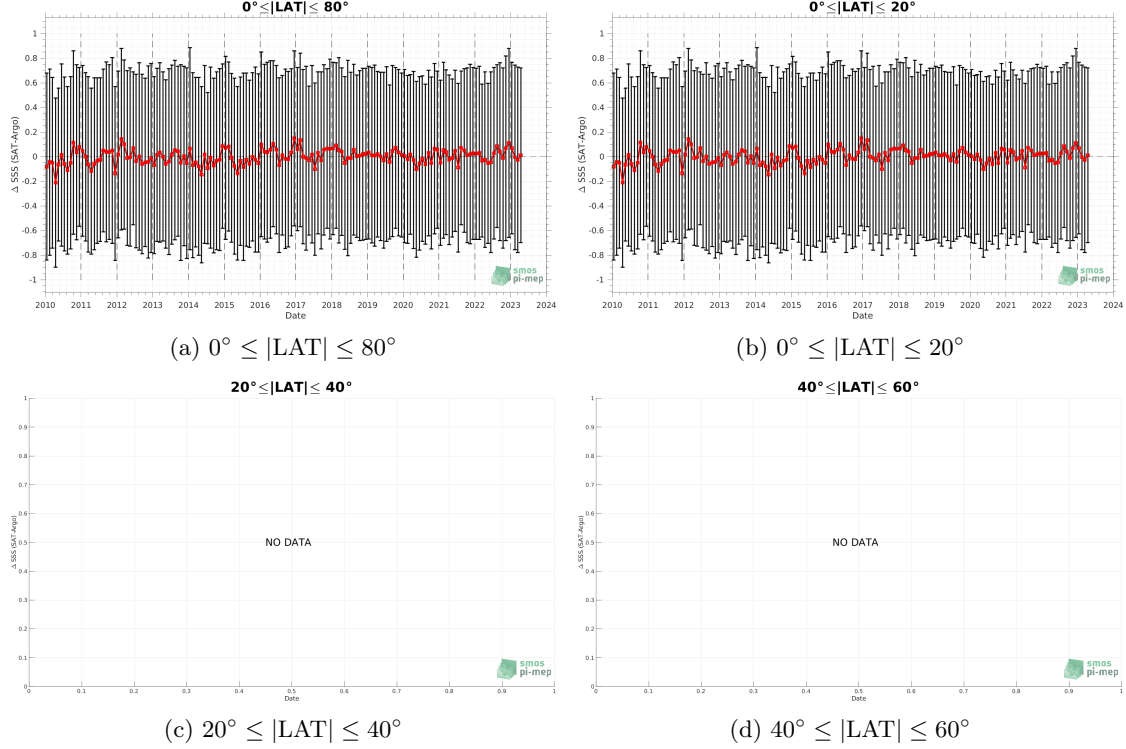 0°≤|LAT|≤ 80°
1
0.8
0.6
0.4
0.2
0
-0.2
-0.4
-0.6
-0.8
-1
Δ SSS (SAT-Argo)
2010 2011 2012 2013 2014 2015 2016 2017 2018 2019 2020 2021 2022 2023 2024
Date
smos
pi-mep
(a) 0° ≤ |LAT| ≤ 80°
0°≤|LAT|≤ 20°
1
0.8
0.6
0.4
0.2
0
-0.2
-0.4
-0.6
-0.8
-1
Δ SSS (SAT-Argo)
2010 2011 2012 2013 2014 2015 2016 2017 2018 2019 2020 2021 2022 2023 2024
Date
smos
pi-mep
(b) 0° ≤ |LAT| ≤ 20°
20°≤|LAT|≤ 40°
1
0.9
0.8
0.7
0.6
0.5
0.4
0.3
0.2
0.1
0
Δ SSS (SAT-Argo)
NO DATA
0 0.1 0.2 0.3 0.4 0.5 0.6 0.7 0.8 0.9 1
Date
smos
pi-mep
(c) 20° ≤ |LAT| ≤ 40°
40°≤|LAT|≤ 60°
1
0.9
0.8
0.7
0.6
0.5
0.4
0.3
0.2
0.1
0
Δ SSS (SAT-Argo)
NO DATA
0 0.1 0.2 0.3 0.4 0.5 0.6 0.7 0.8 0.9 1
Date
smos
pi-mep
(d) 40° ≤ |LAT| ≤ 60°